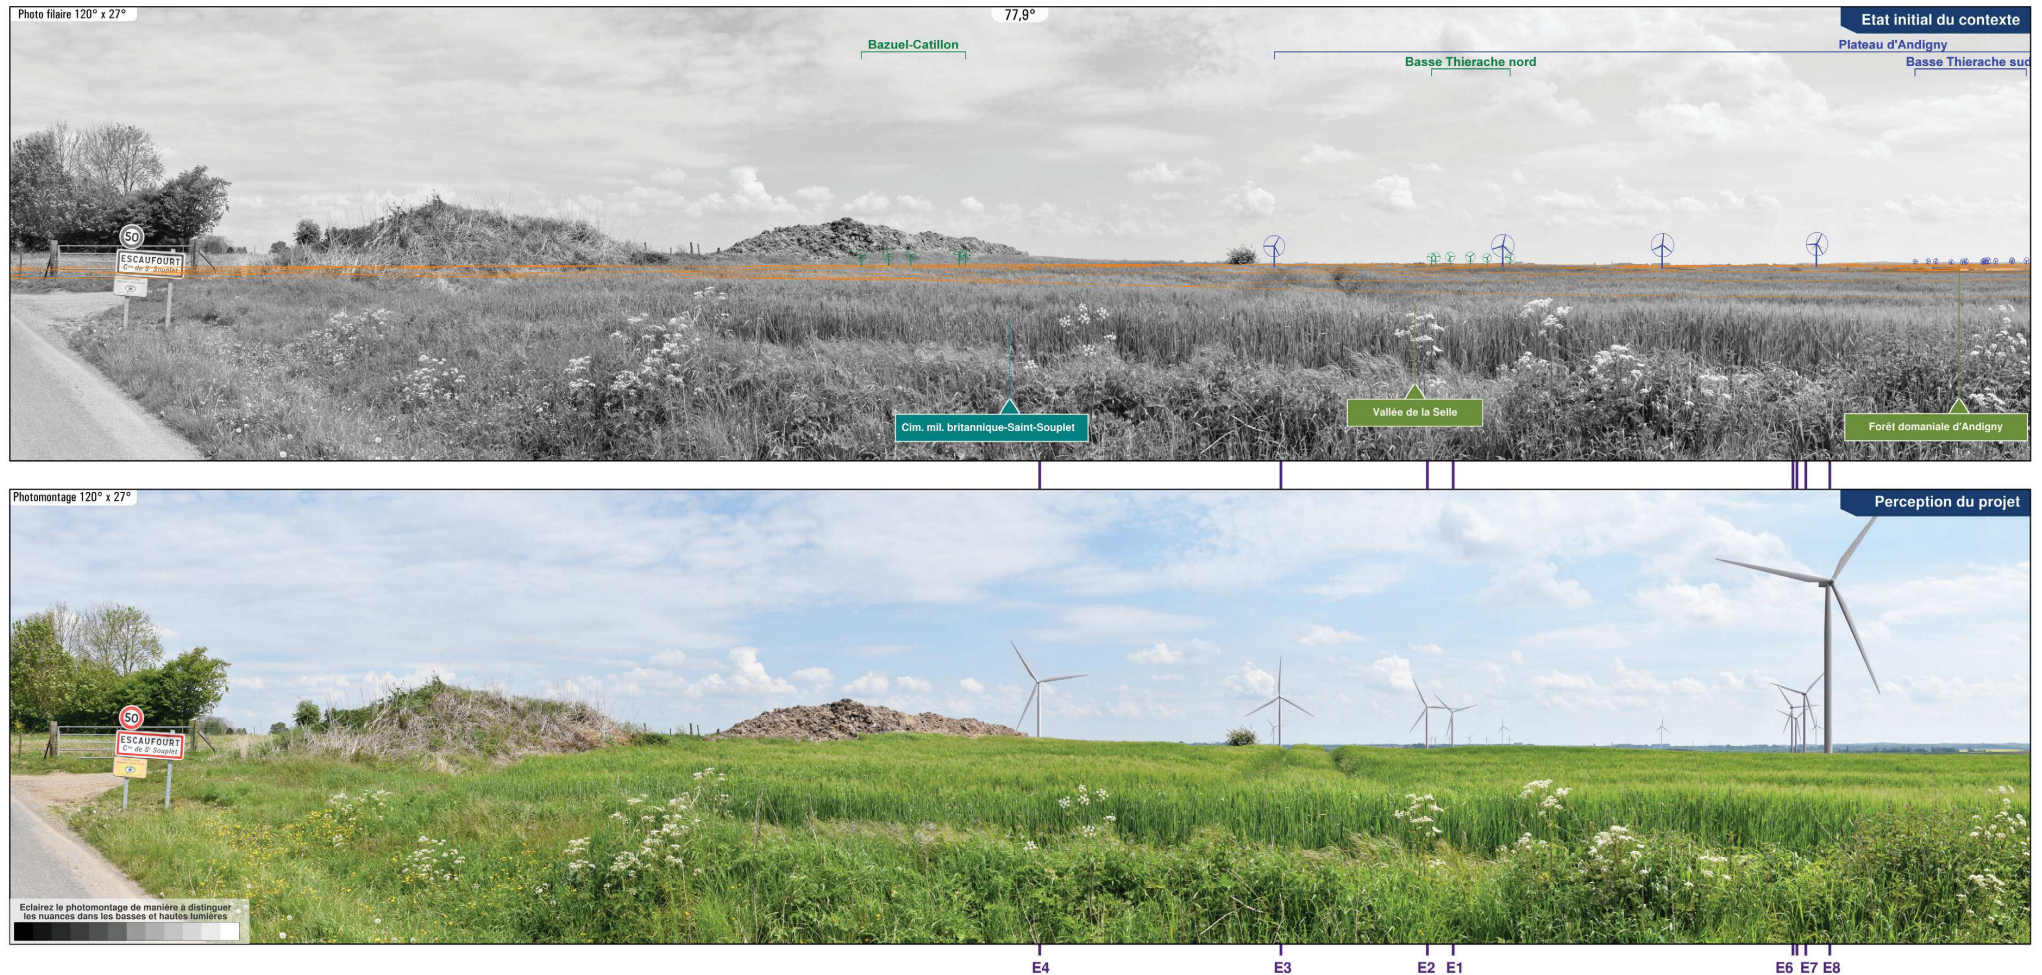 Photo filaire 120° x 27°
77,9°
Etat initial du contexte
Bazuel-Catillon
Plateau d'Andigny
Basse Thierache nord
Basse Thierache sud
50
ESCAUFOURT
Cne de St Souplet
Cim. mil. britannique-Saint-Souplet
Vallée de la Selle
Forêt domaniale d'Andigny
Photomontage 120° x 27°
Perception du projet
50
ESCAUFOURT
Cne de St Souplet
Eclairez le photomontage de manière à distinguer
les nuances dans les basses et hautes lumières
E4
E3
E2
E1
E6
E7
E8